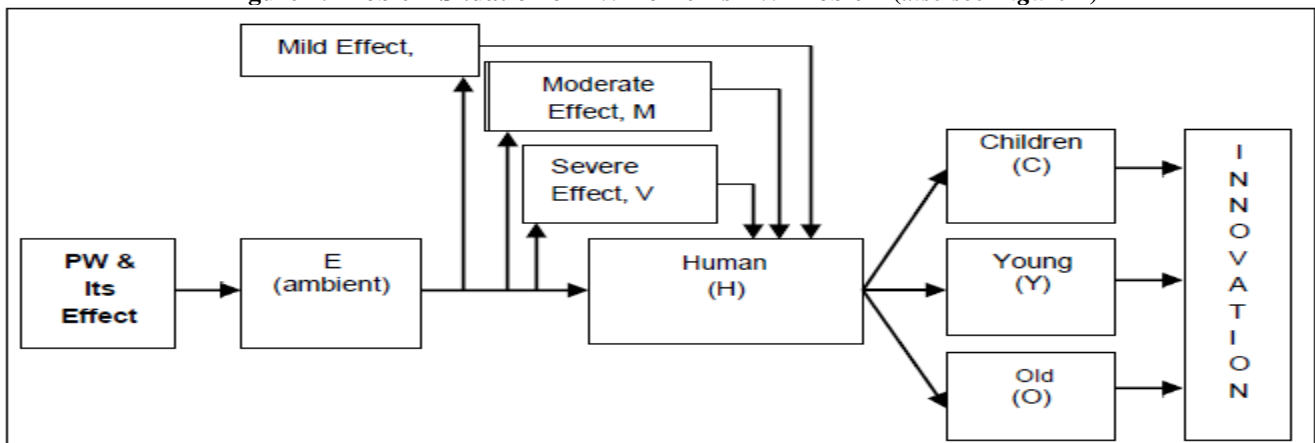 Mild Effect,
Moderate
Effect, M
Severe
Effect, V
PW &
Its
Effect
E
(ambient)
Human
(H)
Children
(C)
Young
(Y)
Old
(O)
I
N
N
O
V
A
T
I
O
N